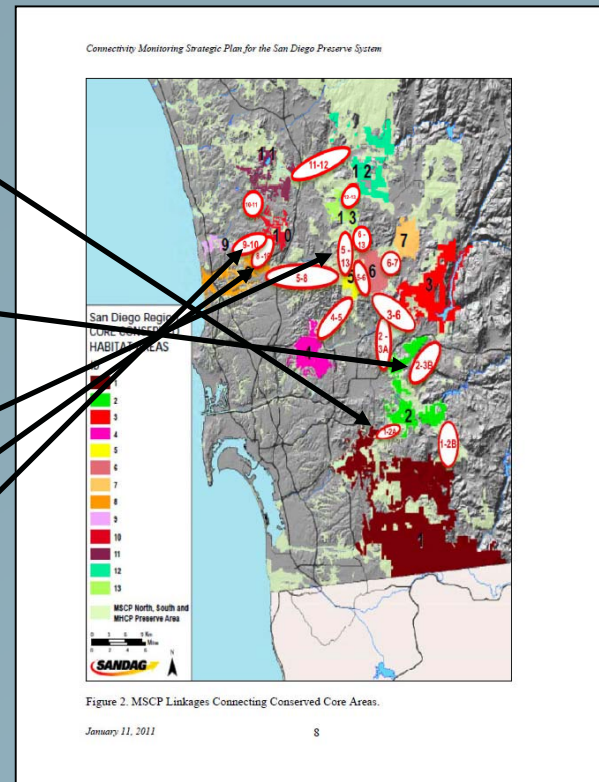 Connectivity Monitoring Strategic Plan for the San Diego Preserve System
11
11-12
12
10-11
13
9
9-10
10
7
5-13
6-13
6-7
5-8
5
5-6
6
3
3-6
4-5
2-3A
4
2-3B
2
1-2A
1-2B
1
San Diego Region
CORE CONSERVED
HABITAT AREAS
1
2
3
4
5
6
7
8
9
10
11
12
13
MSCP North, South and
MHCP Preserve Area
SANDAG
N
Figure 2. MSCP Linkages Connecting Conserved Core Areas.
January 11, 2011
8